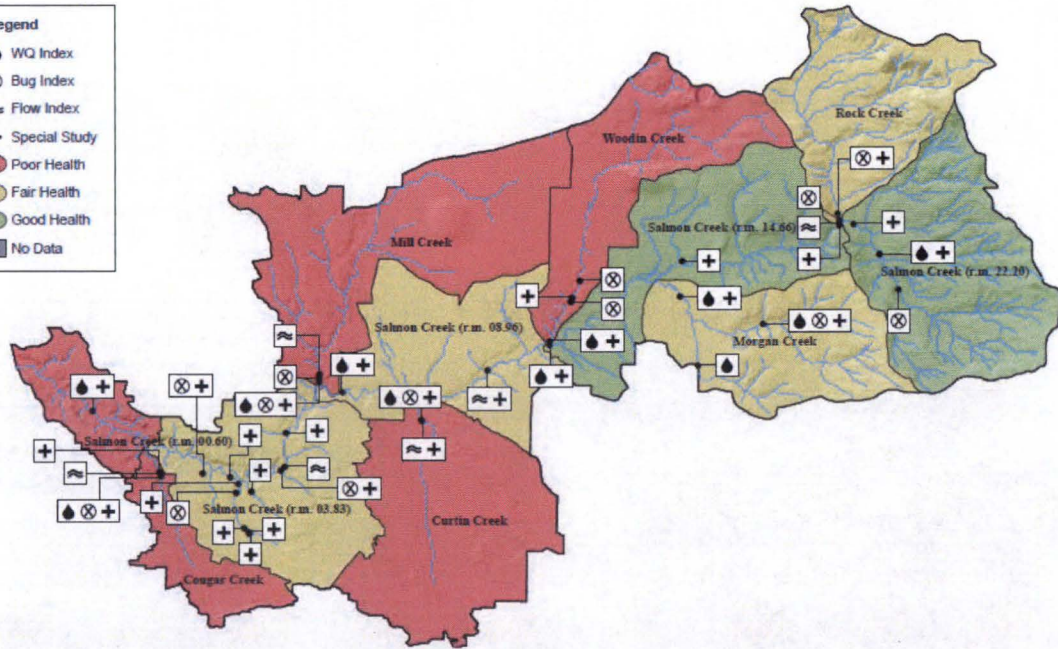 egend
WQ Index
Bug Index
Flow Index
Special Study
Poor Health
Fair Health
Good Health
No Data
Rock Creek
Woodin Creek
Salmon Creek (r.m. 14.66)
Mill Creek
Salmon Creek (r.m. 22.20)
Salmon Creek (r.m. 08.96)
Morgan Creek
Salmon Creek (r.m. 00.60)
Salmon Creek (r.m. 03.83)
Curtin Creek
Cougar Creek